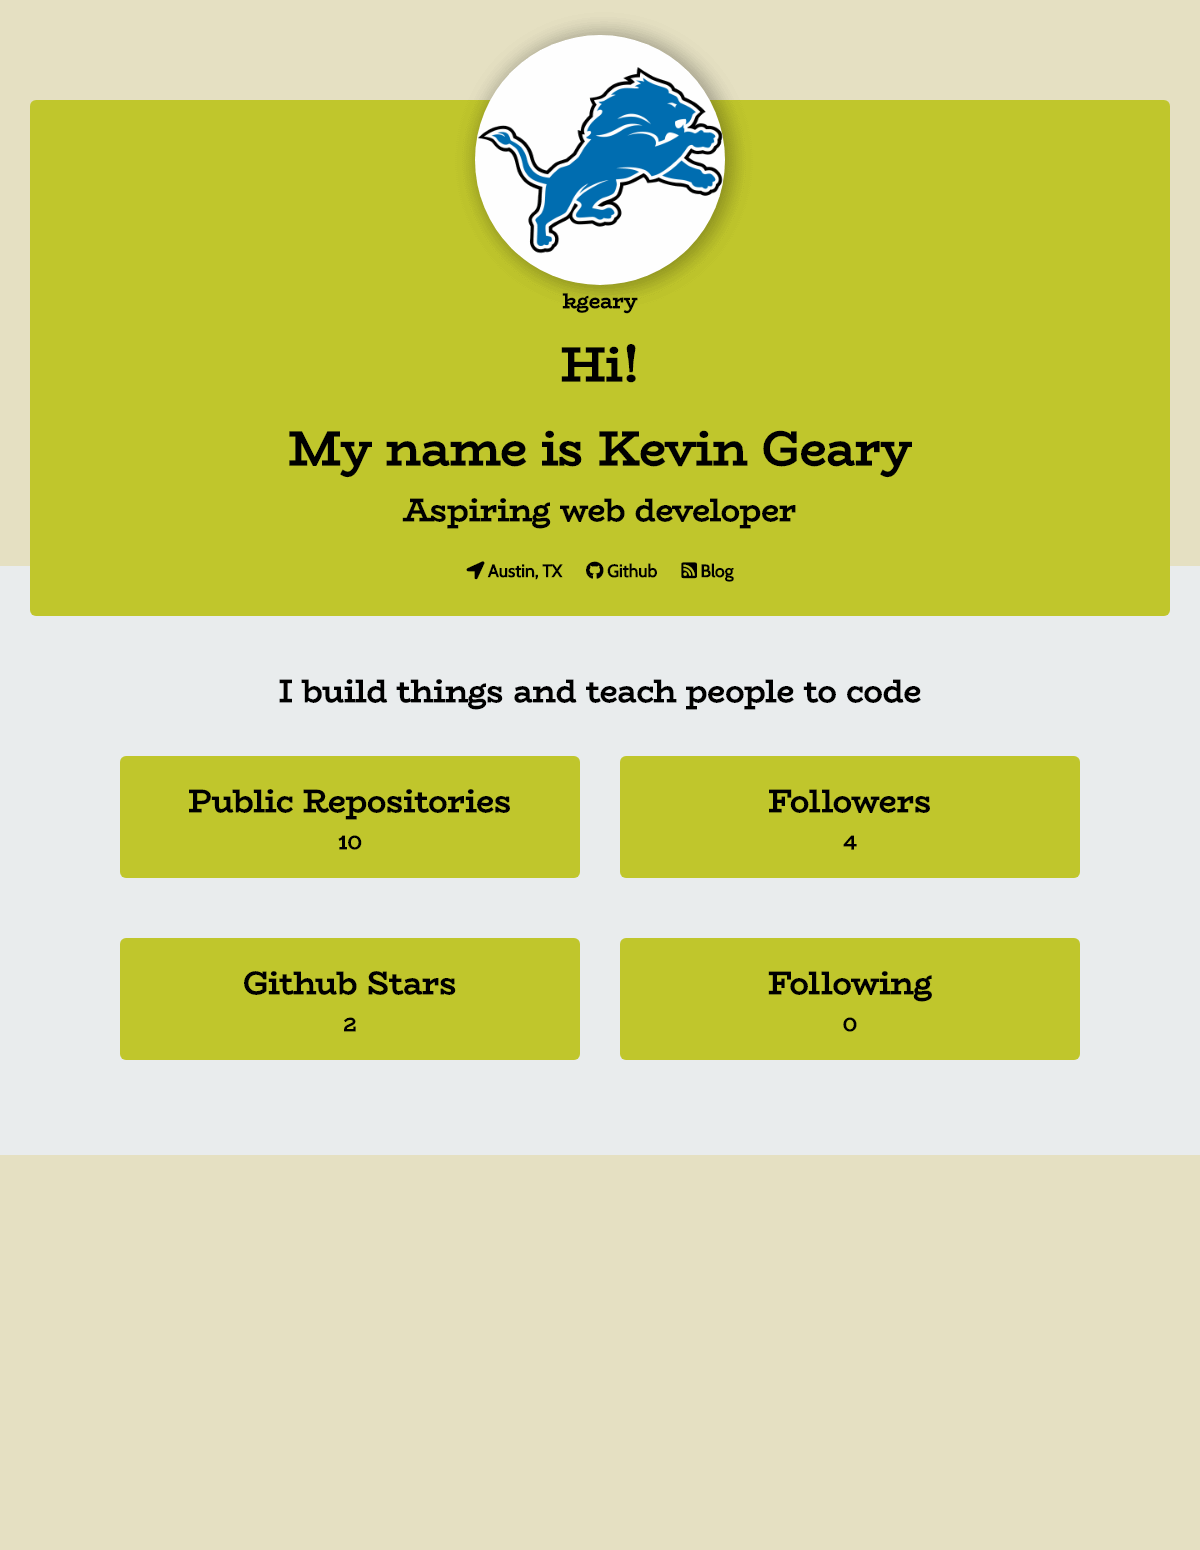 kgeary
Hi!
My name is Kevin Geary
Aspiring web developer
Austin, TX Github Blog
I build things and teach people to code
Public Repositories
10
Followers
4
Github Stars
2
Following
0